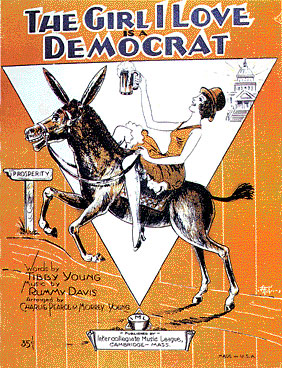 THE GIRL I LOVE
IS A
DEMOCRAT
PROSPERITY
WORDS BY
TIBBY YOUNG
MUSIC BY
RUMMY DAVIS
ARRANGED BY
CHARLIE PEARCE & MORREY YOUNG
PUBLISHED BY
Intercollegiate Music League,
CAMBRIDGE-MASS.
35¢
MADE IN U.S.A.